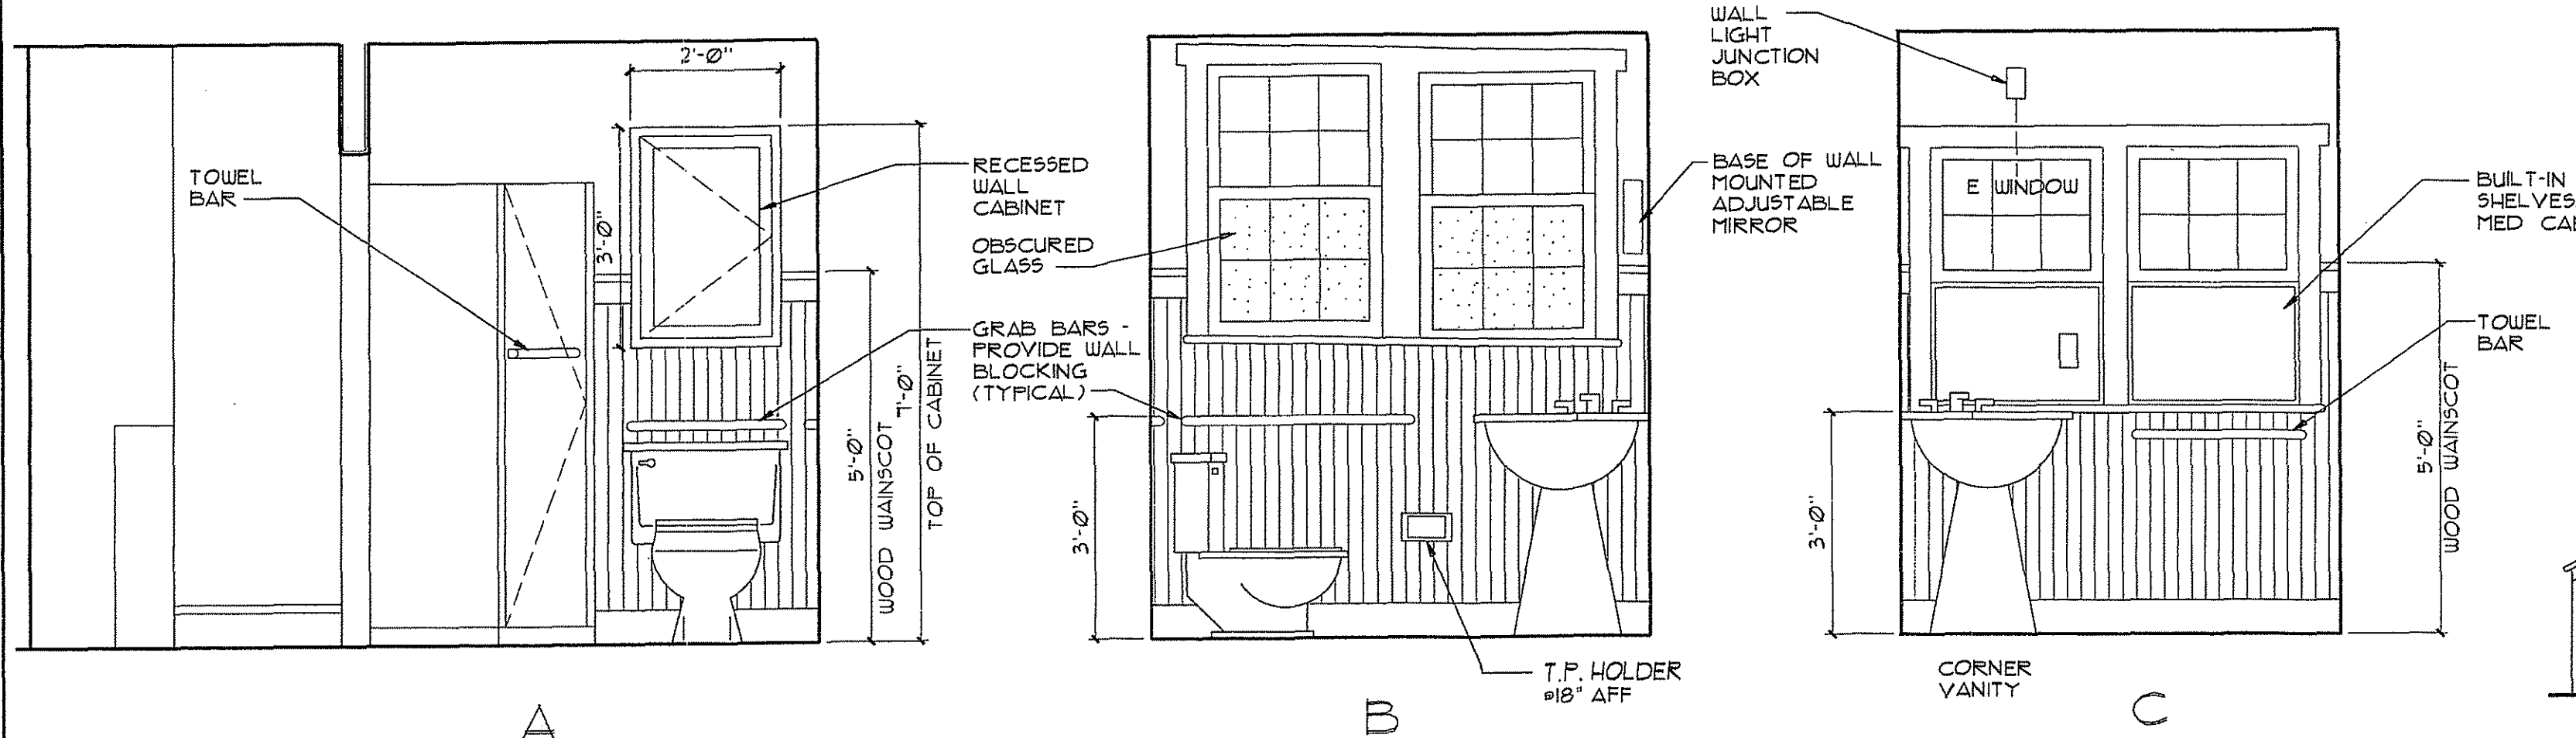 TOWEL
BAR
2'-0"
3'-0"
RECESSED
WALL
CABINET
OBSCURED
GLASS
GRAB BARS -
PROVIDE WALL
BLOCKING
(TYPICAL)
5'-0"
WOOD WAINSCOT
7'-0"
TOP OF CABINET
A
3'-0"
T.P. HOLDER
@18" AFF
B
WALL
LIGHT
JUNCTION
BOX
BASE OF WALL
MOUNTED
ADJUSTABLE
MIRROR
E WINDOW
3'-0"
BUILT-IN
SHELVES
MED CAB
TOWEL
BAR
5'-0"
WOOD WAINSCOT
CORNER
VANITY
C